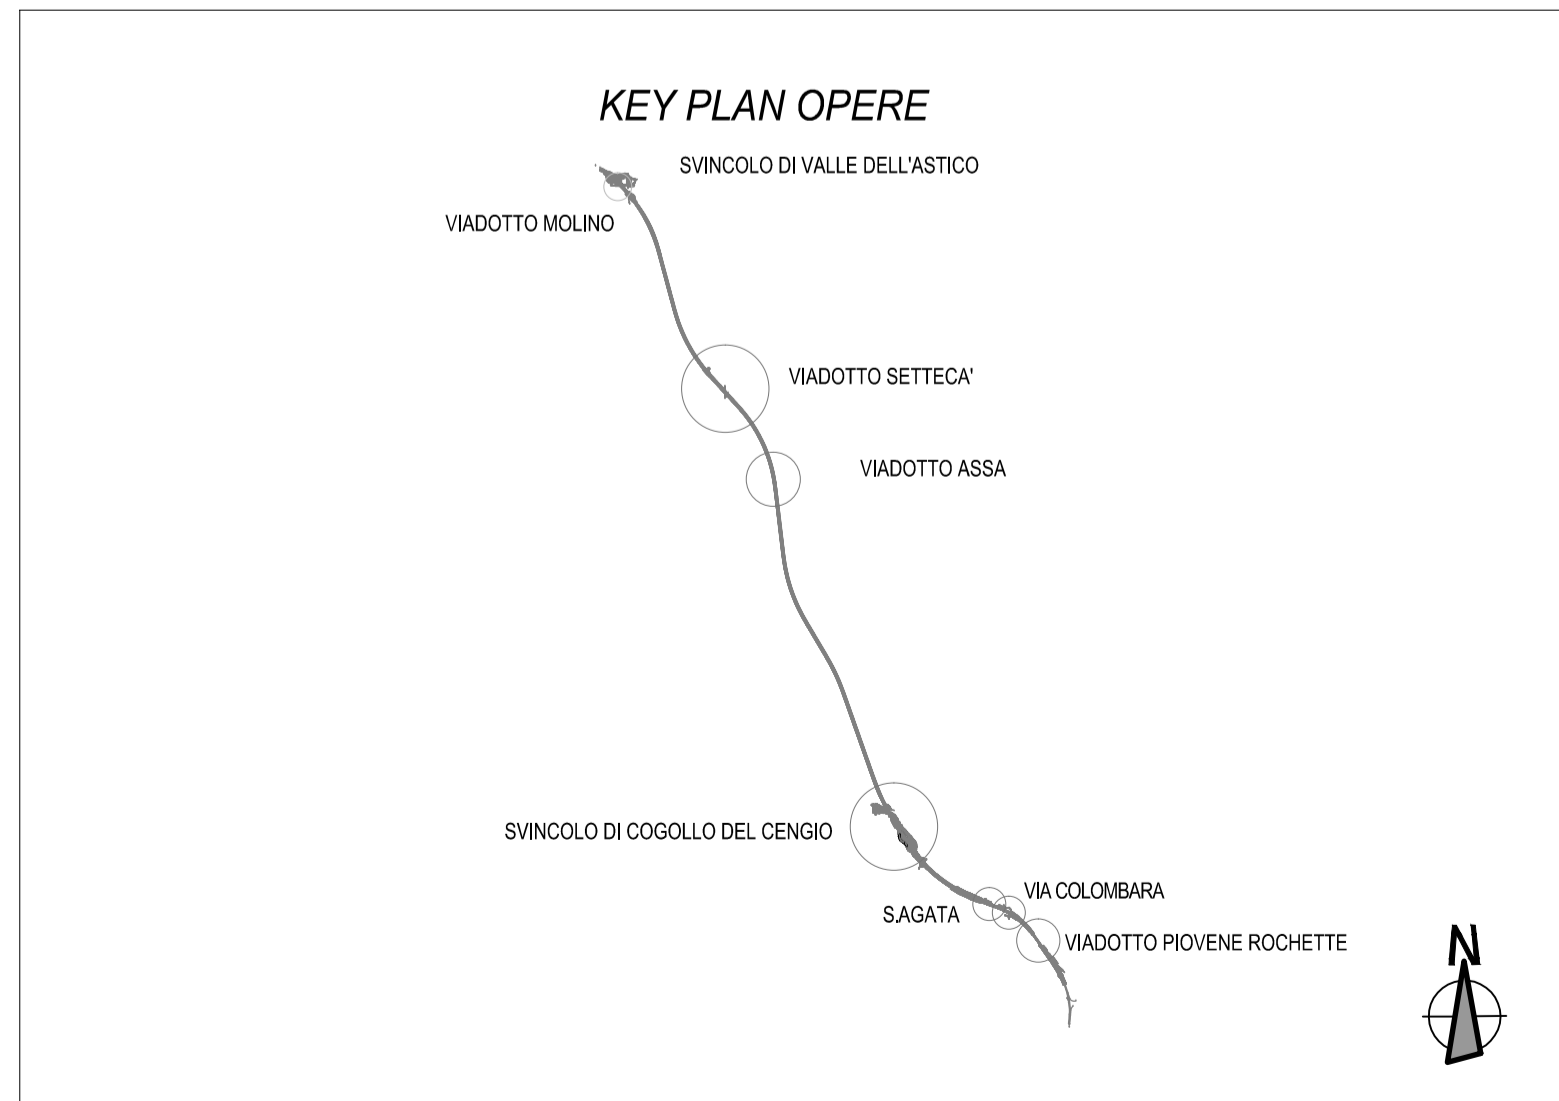 KEY PLAN OPERE
SVINCOLO DI VALLE DELL'ASTICO
VIADOTTO MOLINO
VIADOTTO SETTECA'
VIADOTTO ASSA
SVINCOLO DI COGOLLO DEL CENGIO
VIA COLOMBARA
S.AGATA
VIADOTTO PIOVENE ROCHETTE
N